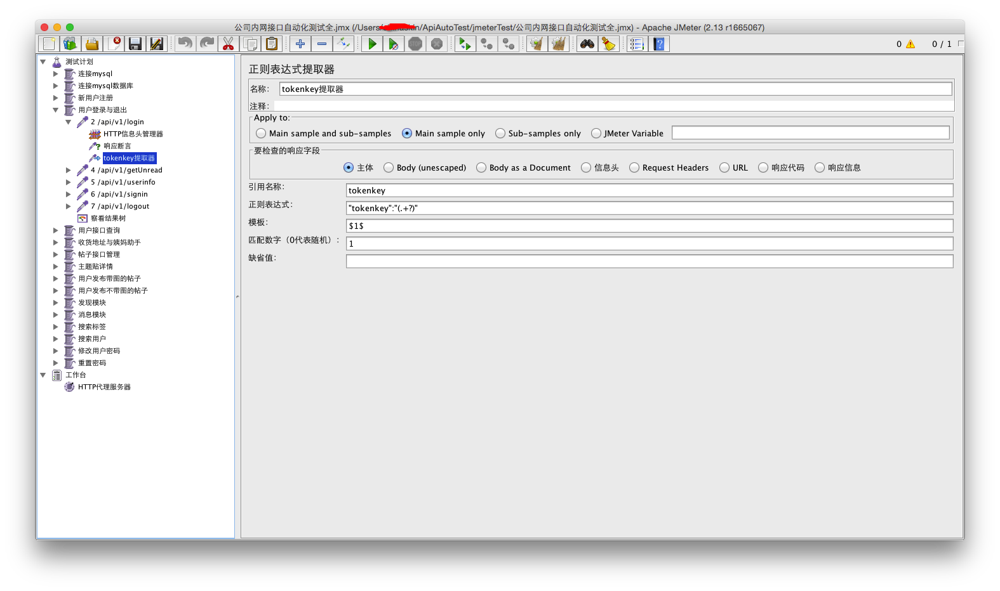 公司内网接口自动化测试全.jmx (/Users/ /ApiAutoTest/jmeterTest/公司内网接口自动化测试全.jmx) - Apache JMeter (2.13 r1665067)
STOP
0
0 / 1
测试计划
连接mysql
连接mysql数据库
新用户注册
用户登录与退出
2 /api/v1/login
HTTP信息头管理器
响应断言
tokenkey提取器
4 /api/v1/getUnread
5 /api/v1/userinfo
6 /api/v1/signin
7 /api/v1/logout
察看结果树
用户接口查询
收货地址与姨妈助手
帖子接口管理
主题贴详情
用户发布带图的帖子
用户发布不带图的帖子
发现模块
消息模块
搜索标签
搜索用户
修改用户密码
重置密码
工作台
HTTP代理服务器
正则表达式提取器
名称： tokenkey提取器
注释：
Apply to:
Main sample and sub-samples Main sample only Sub-samples only JMeter Variable
要检查的响应字段
主体 Body (unescaped) Body as a Document 信息头 Request Headers URL 响应代码 响应信息
引用名称： tokenkey
正则表达式： "tokenkey":"(.+?)"
模板： $1$
匹配数字（0代表随机）： 1
缺省值：